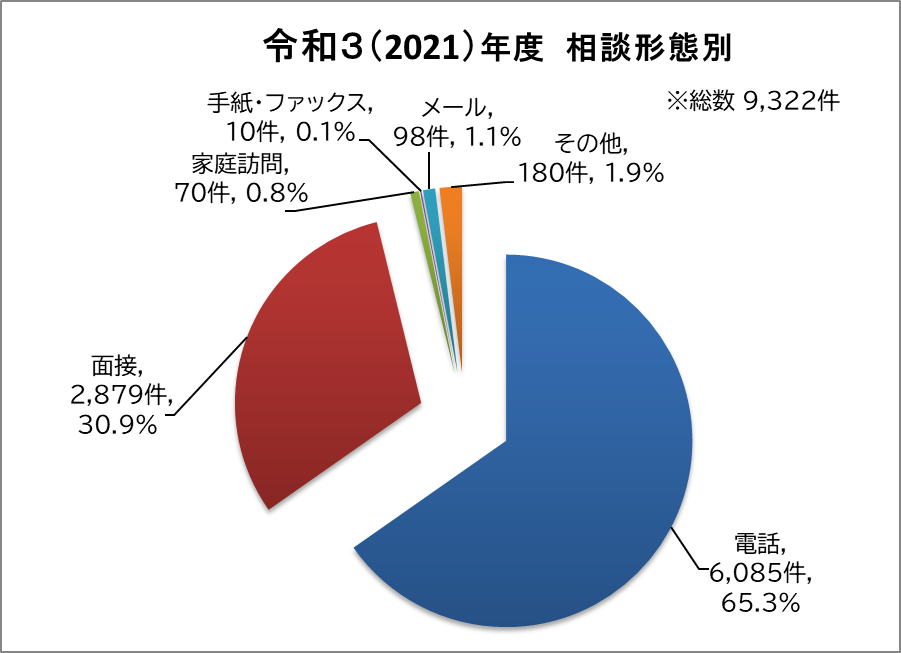 令和３（2021）年度　相談形態別
※総数 9,322件
手紙・ファックス,
10件, 0.1%
メール,
98件, 1.1%
その他,
180件, 1.9%
家庭訪問,
70件, 0.8%
面接,
2,879件,
30.9%
電話,
6,085件,
65.3%